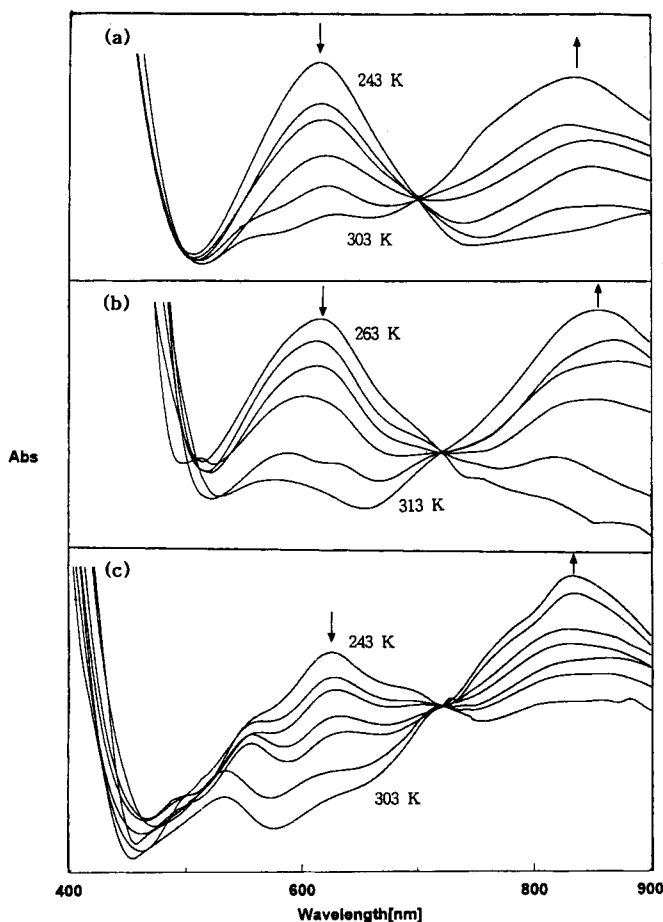 (a)
243 K
303 K
(b)
263 K
313 K
Abs
(c)
243 K
303 K
400 600 800 900
Wavelength[nm]